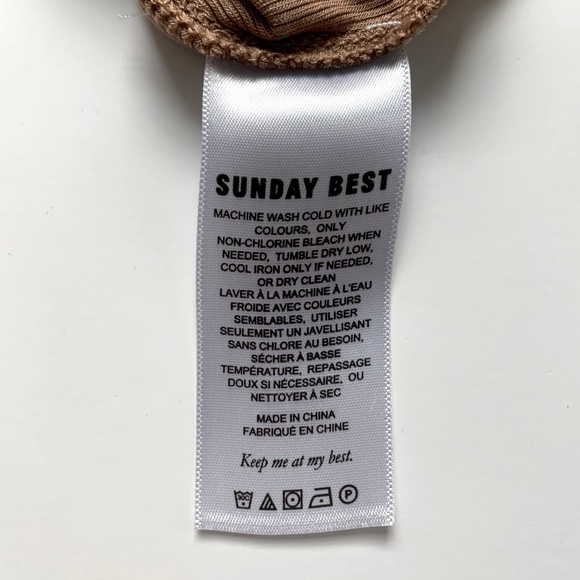 SUNDAY BEST
MACHINE WASH COLD WITH LIKE
COLOURS, ONLY
NON-CHLORINE BLEACH WHEN
NEEDED, TUMBLE DRY LOW,
COOL IRON ONLY IF NEEDED,
OR DRY CLEAN
LAVER À LA MACHINE À L'EAU
FROIDE AVEC COULEURS
SEMBLABLES, UTILISER
SEULEMENT UN JAVELLISANT
SANS CHLORE AU BESOIN,
SÉCHER À BASSE
TEMPÉRATURE, REPASSAGE
DOUX SI NÉCESSAIRE, OU
NETTOYER À SEC
MADE IN CHINA
FABRIQUÉ EN CHINE
Keep me at my best.
30C P